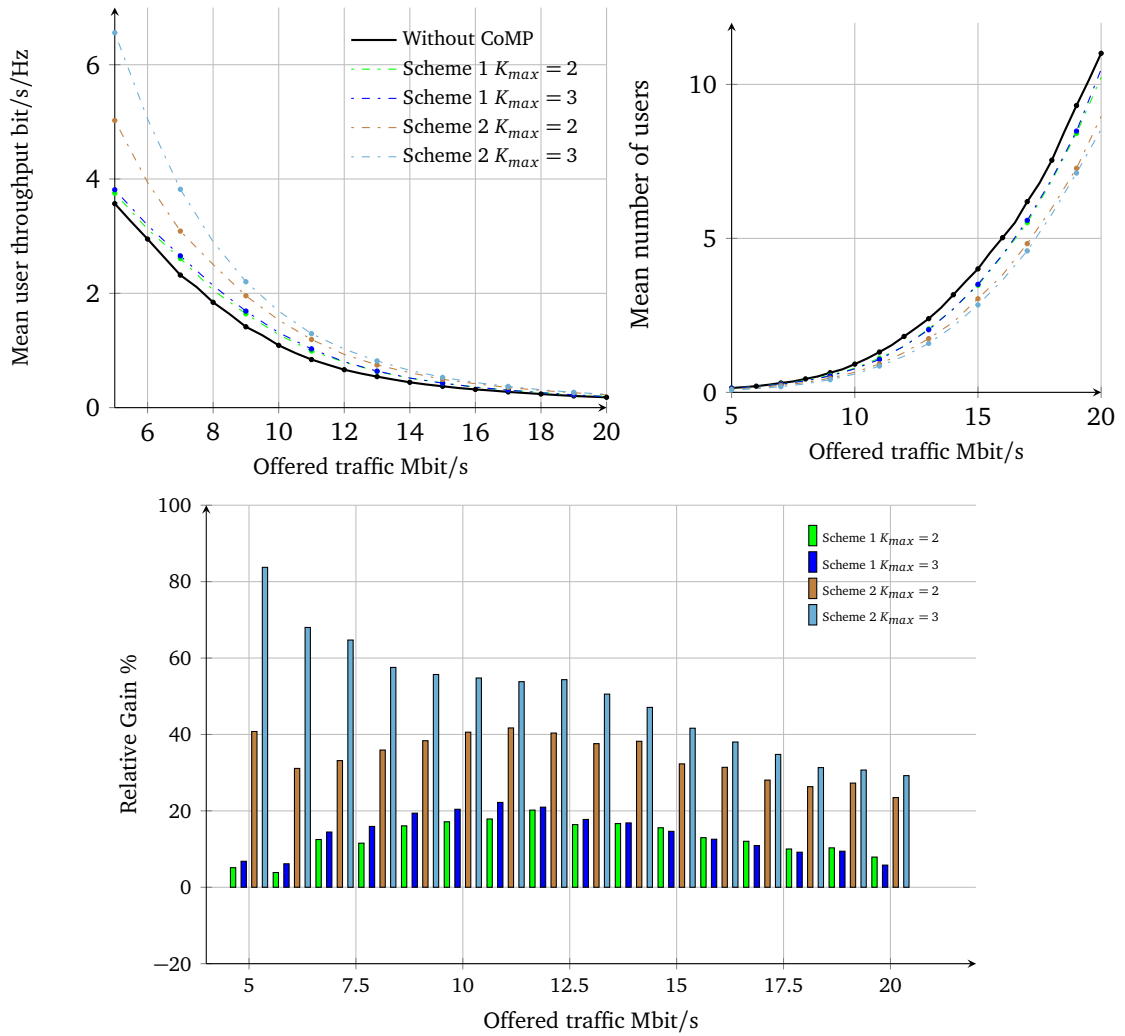 Mean user throughput bit/s/Hz
6
4
2
0
6 8 10 12 14 16 18 20
Offered traffic Mbit/s
Without CoMP
Scheme 1 K_max = 2
Scheme 1 K_max = 3
Scheme 2 K_max = 2
Scheme 2 K_max = 3
Mean number of users
10
5
0
5 10 15 20
Offered traffic Mbit/s
Relative Gain %
100
80
60
40
20
0
−20
5 7.5 10 12.5 15 17.5 20
Offered traffic Mbit/s
Scheme 1 K_max = 2
Scheme 1 K_max = 3
Scheme 2 K_max = 2
Scheme 2 K_max = 3